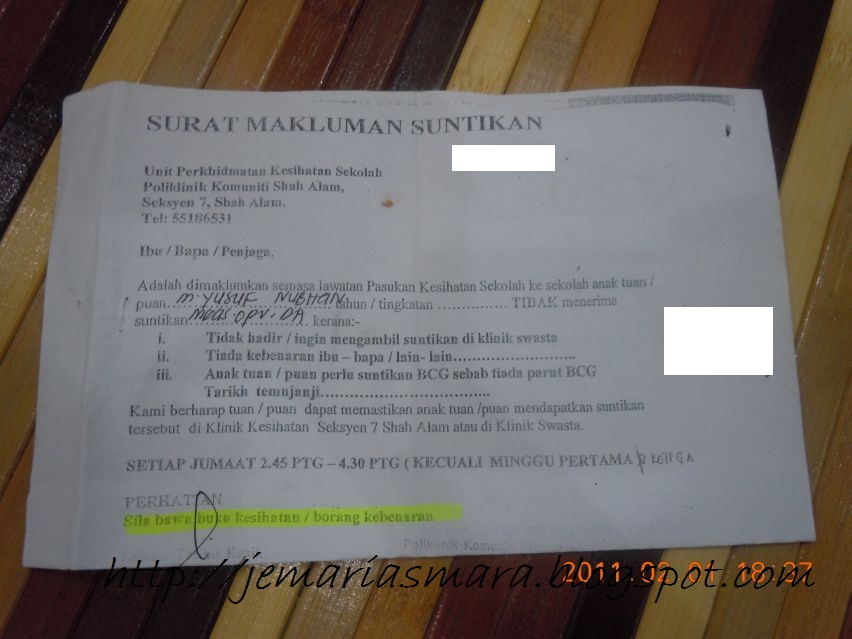 SURAT MAKLUMAN SUNTIKAN
Unit Perkhidmatan Kesihatan Sekolah
Poliklinik Komuniti Shah Alam,
Seksyen 7, Shah Alam.
Tel: 55186531
Ibu / Bapa / Penjaga,
Adalah dimaklumkan semasa lawatan Pasukan Kesihatan Sekolah ke sekolah anak tuan /
puan. M. YUSUF NUBHAN tahun / tingkatan ............... TIDAK menerima
suntikan OPV, DA kerana:-
i. Tidak hadir / ingin mengambil suntikan di klinik swasta
ii. Tiada kebenaran ibu – bapa / lain- lain..........................
iii. Anak tuan / puan perlu suntikan BCG sebab tiada parut BCG
Tarikh temujanji....................................
Kami berharap tuan / puan dapat memastikan anak tuan /puan mendapatkan suntikan
tersebut di Klinik Kesihatan Seksyen 7 Shah Alam atau di Klinik Swasta.
SETIAP JUMAAT 2.45 PTG – 4.30 PTG ( KECUALI MINGGU PERTAMA
PERHATIAN
Sila bawa buku kesihatan / borang kebenaran
Poliklinik
http://jemariasmara.blogspot.com
2011.02.01 18:37